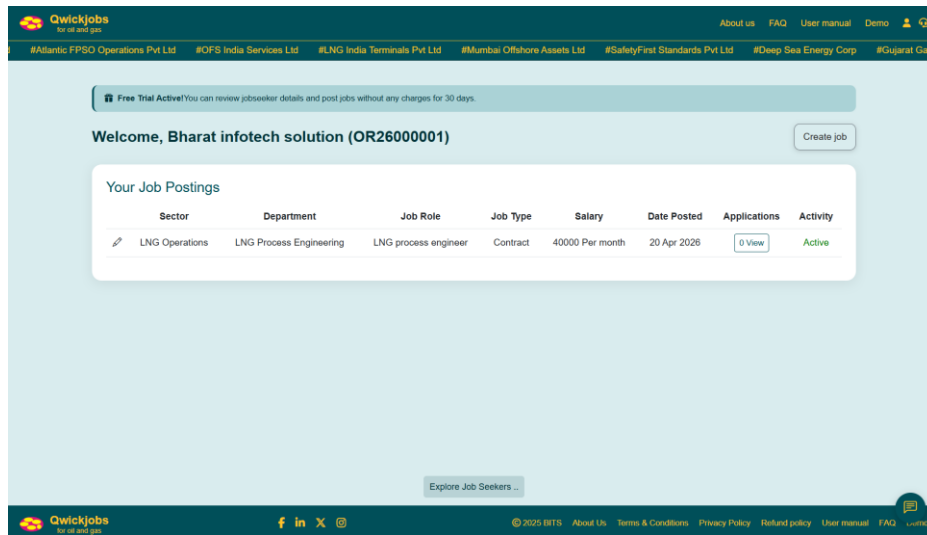 Qwickjobs
for oil and gas
About us FAQ User manual Demo
#Atlantic FPSO Operations Pvt Ltd #OFS India Services Ltd #LNG India Terminals Pvt Ltd #Mumbai Offshore Assets Ltd #SafetyFirst Standards Pvt Ltd #Deep Sea Energy Corp #Gujarat Ga
Free Trial Active!You can review jobseeker details and post jobs without any charges for 30 days.
Welcome, Bharat infotech solution (OR26000001)
Create job
Your Job Postings
Sector Department Job Role Job Type Salary Date Posted Applications Activity
LNG Operations LNG Process Engineering LNG process engineer Contract 40000 Per month 20 Apr 2026 0 View Active
Explore Job Seekers ..
Qwickjobs
for oil and gas
© 2025 BITS About Us Terms & Conditions Privacy Policy Refund policy User manual FAQ